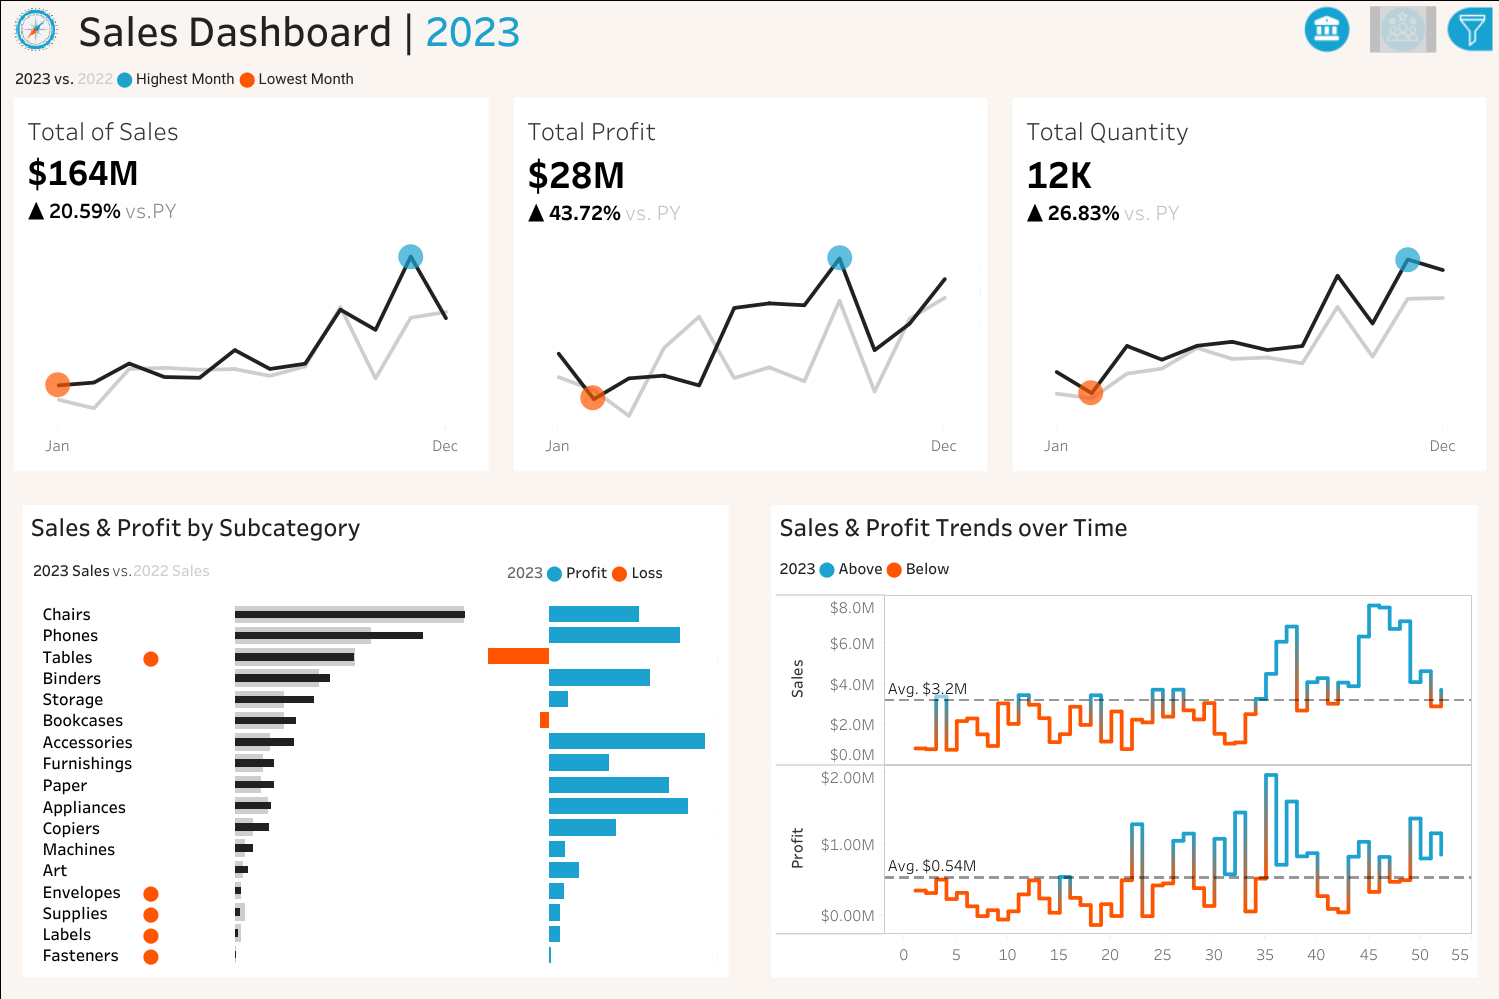 Sales Dashboard | 2023
2023 vs. 2022 Highest Month Lowest Month
Total of Sales
$164M
▲ 20.59% vs.PY
Jan Dec
Total Profit
$28M
▲ 43.72% vs. PY
Jan Dec
Total Quantity
12K
▲ 26.83% vs. PY
Jan Dec
Sales & Profit by Subcategory
2023 Sales vs. 2022 Sales
2023 Profit Loss
Chairs
Phones
Tables
Binders
Storage
Bookcases
Accessories
Furnishings
Paper
Appliances
Copiers
Machines
Art
Envelopes
Supplies
Labels
Fasteners
Sales & Profit Trends over Time
2023 Above Below
Sales
$8.0M
$6.0M
$4.0M
Avg. $3.2M
$2.0M
$0.0M
Profit
$2.00M
$1.00M
Avg. $0.54M
$0.00M
0 5 10 15 20 25 30 35 40 45 50 55